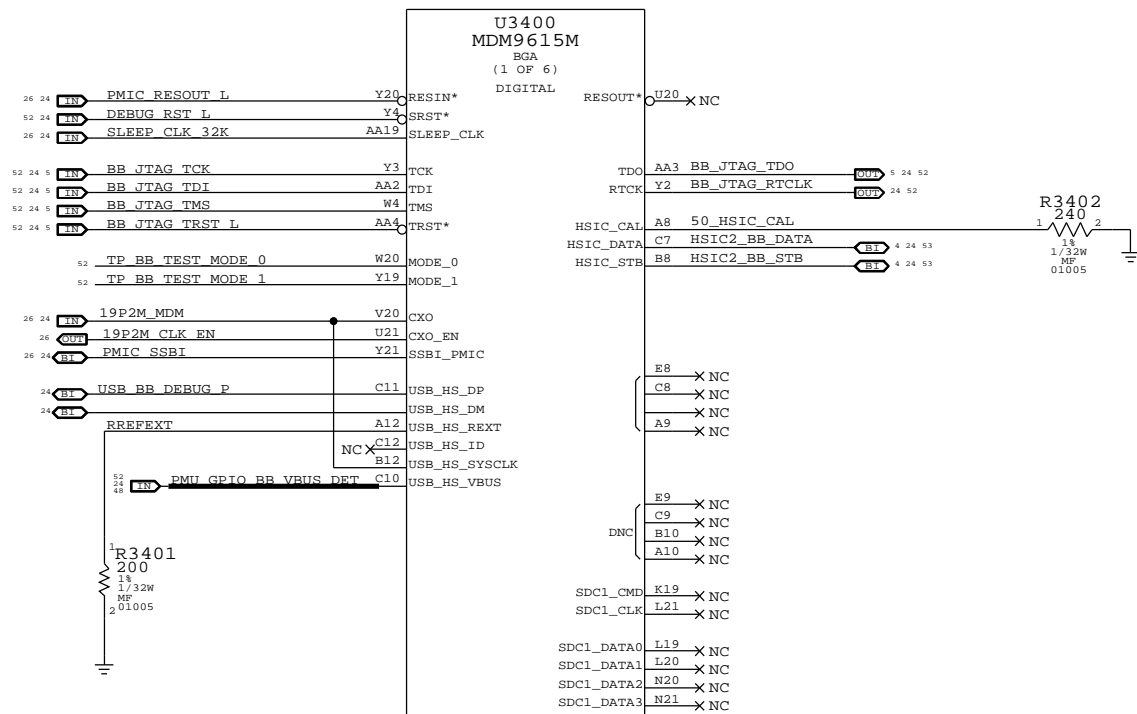 U3400
MDM9615M
BGA
(1 OF 6)
DIGITAL
26 24 IN PMIC_RESOUT_L Y20 RESIN*
RESOUT* U20 NC
52 24 IN DEBUG_RST_L Y4 SRST*
26 24 IN SLEEP_CLK_32K AA19 SLEEP_CLK
52 24 5 IN BB_JTAG_TCK Y3 TCK
TDO AA3 BB_JTAG_TDO OUT 5 24 52
52 24 5 IN BB_JTAG_TDI AA2 TDI
RTCK Y2 BB_JTAG_RTCLK OUT 24 52
52 24 5 IN BB_JTAG_TMS W4 TMS
52 24 5 IN BB_JTAG_TRST_L AA4 TRST*
HSIC_CAL A8 50_HSIC_CAL
R3402
240
1 2
1%
1/32W
MF
01005
HSIC_DATA C7 HSIC2_BB_DATA BI 4 24 53
HSIC_STB B8 HSIC2_BB_STB BI 4 24 53
52 TP_BB_TEST_MODE_0 W20 MODE_0
52 TP_BB_TEST_MODE_1 Y19 MODE_1
26 24 IN 19P2M_MDM V20 CXO
26 OUT 19P2M_CLK_EN U21 CXO_EN
26 24 BI PMIC_SSBI Y21 SSBI_PMIC
E8 NC
24 BI USB_BB_DEBUG_P C11 USB_HS_DP
C8 NC
24 BI USB_HS_DM
NC
RREFEXT A12 USB_HS_REXT
A9 NC
NC C12 USB_HS_ID
B12 USB_HS_SYSCLK
52
24
48
IN PMU_GPIO_BB_VBUS_DET C10 USB_HS_VBUS
E9 NC
C9 NC
DNC
B10 NC
A10 NC
1
R3401
200
1%
1/32W
MF
2 01005
SDC1_CMD K19 NC
SDC1_CLK L21 NC
SDC1_DATA0 L19 NC
SDC1_DATA1 L20 NC
SDC1_DATA2 N20 NC
SDC1_DATA3 N21 NC